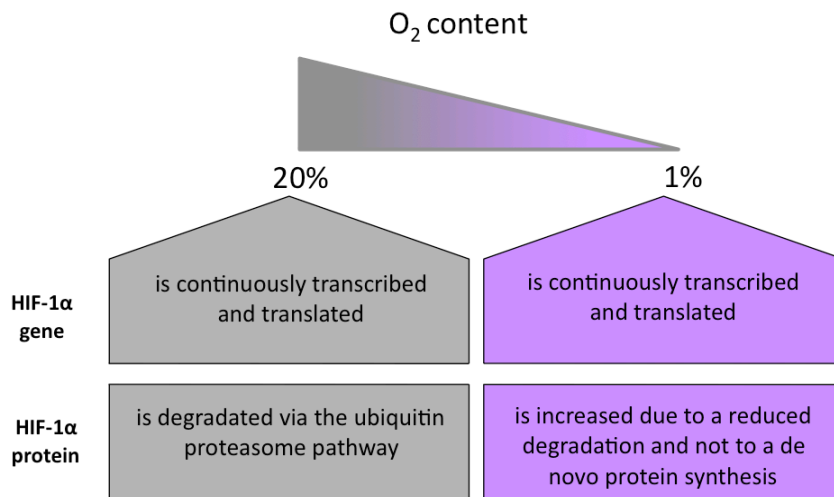 O₂ content
20%
1%
HIF-1α
gene
is continuously transcribed
and translated
is continuously transcribed
and translated
HIF-1α
protein
is degradated via the ubiquitin
proteasome pathway
is increased due to a reduced
degradation and not to a de
novo protein synthesis